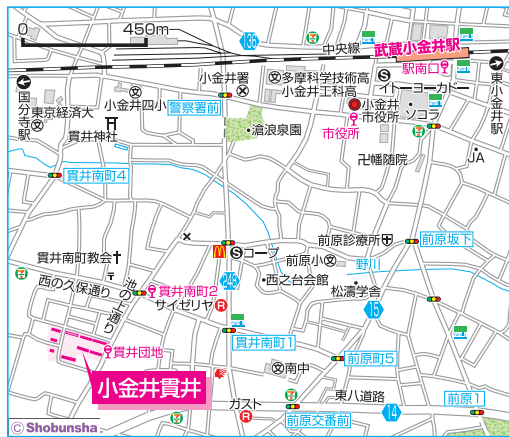 0 450m
136
中央線
武蔵小金井駅
駅南口
小金井署
多摩科学技術高
小金井工科高
イトーヨーカドー
S
国分寺駅
東小金井駅
小金井四小
警察署前
東京経済大
貫井神社
小金井
市役所
市役所
ソコラ
滄浪泉園
卍幡随院
JA
貫井南町4
前原診療所
前原坂下
貫井南町教会
S コープ
前原小
野川
西の久保通り
池の上通り
貫井南町2
西之台会館
松濤学舎
サイゼリヤ
R
248
15
貫井団地
貫井南町1
前原町5
小金井貫井
南中
東八道路
ガスト
R
前原交番前
14
前原1
© Shobunsha